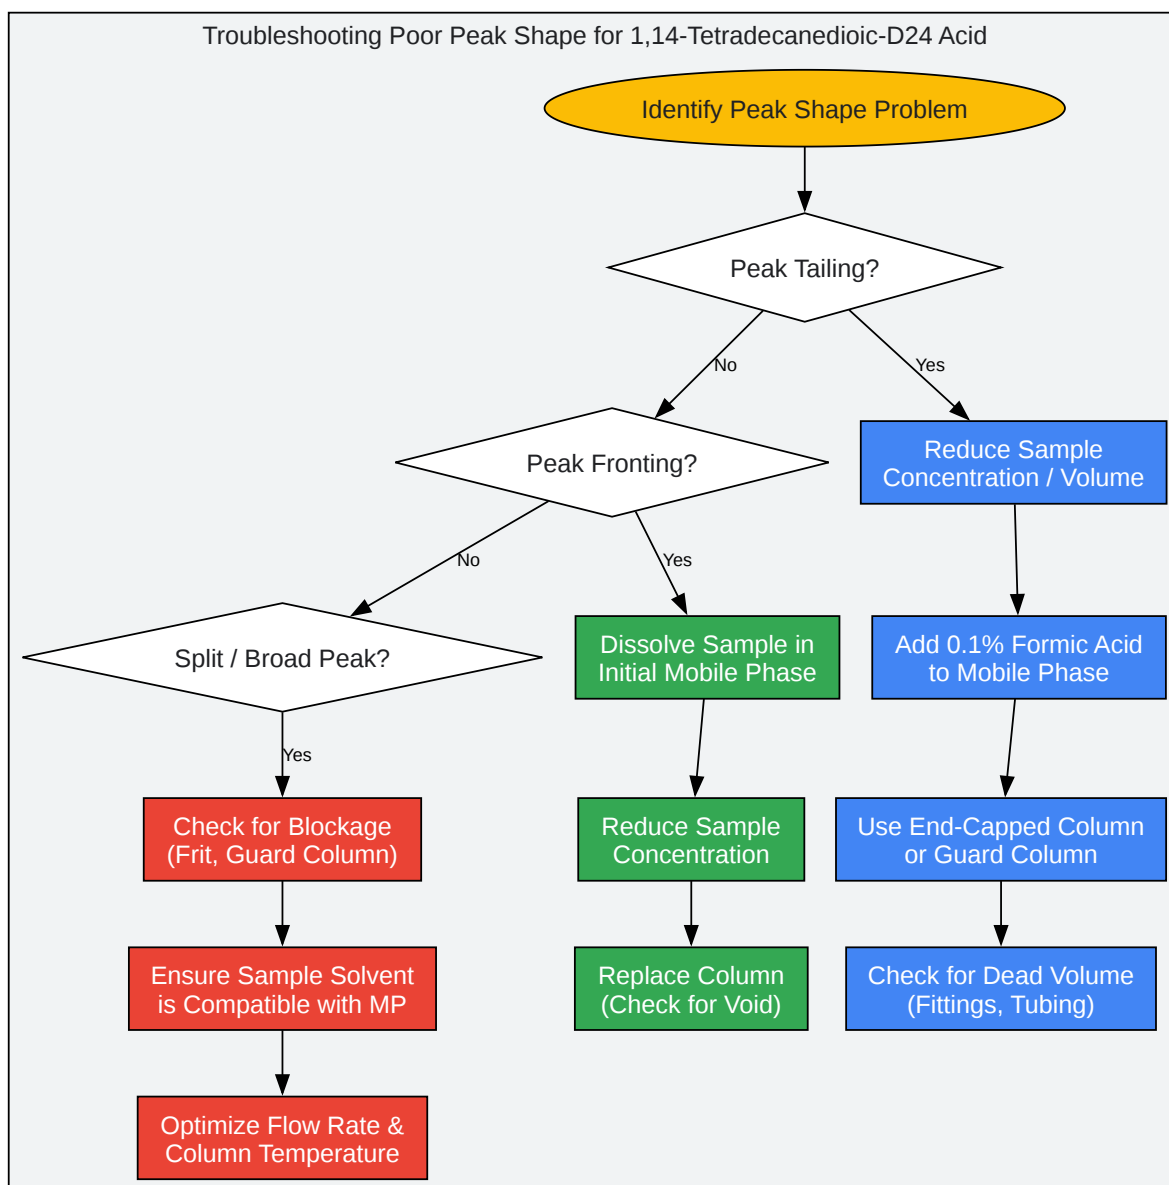 Troubleshooting Poor Peak Shape for 1,14-Tetradecanedioic-D24 Acid
Identify Peak Shape Problem
Peak Tailing?
No
Yes
Peak Fronting?
Reduce Sample
Concentration / Volume
No
Yes
Split / Broad Peak?
Dissolve Sample in
Initial Mobile Phase
Add 0.1% Formic Acid
to Mobile Phase
Yes
Check for Blockage
(Frit, Guard Column)
Reduce Sample
Concentration
Use End-Capped Column
or Guard Column
Ensure Sample Solvent
is Compatible with MP
Replace Column
(Check for Void)
Check for Dead Volume
(Fittings, Tubing)
Optimize Flow Rate &
Column Temperature